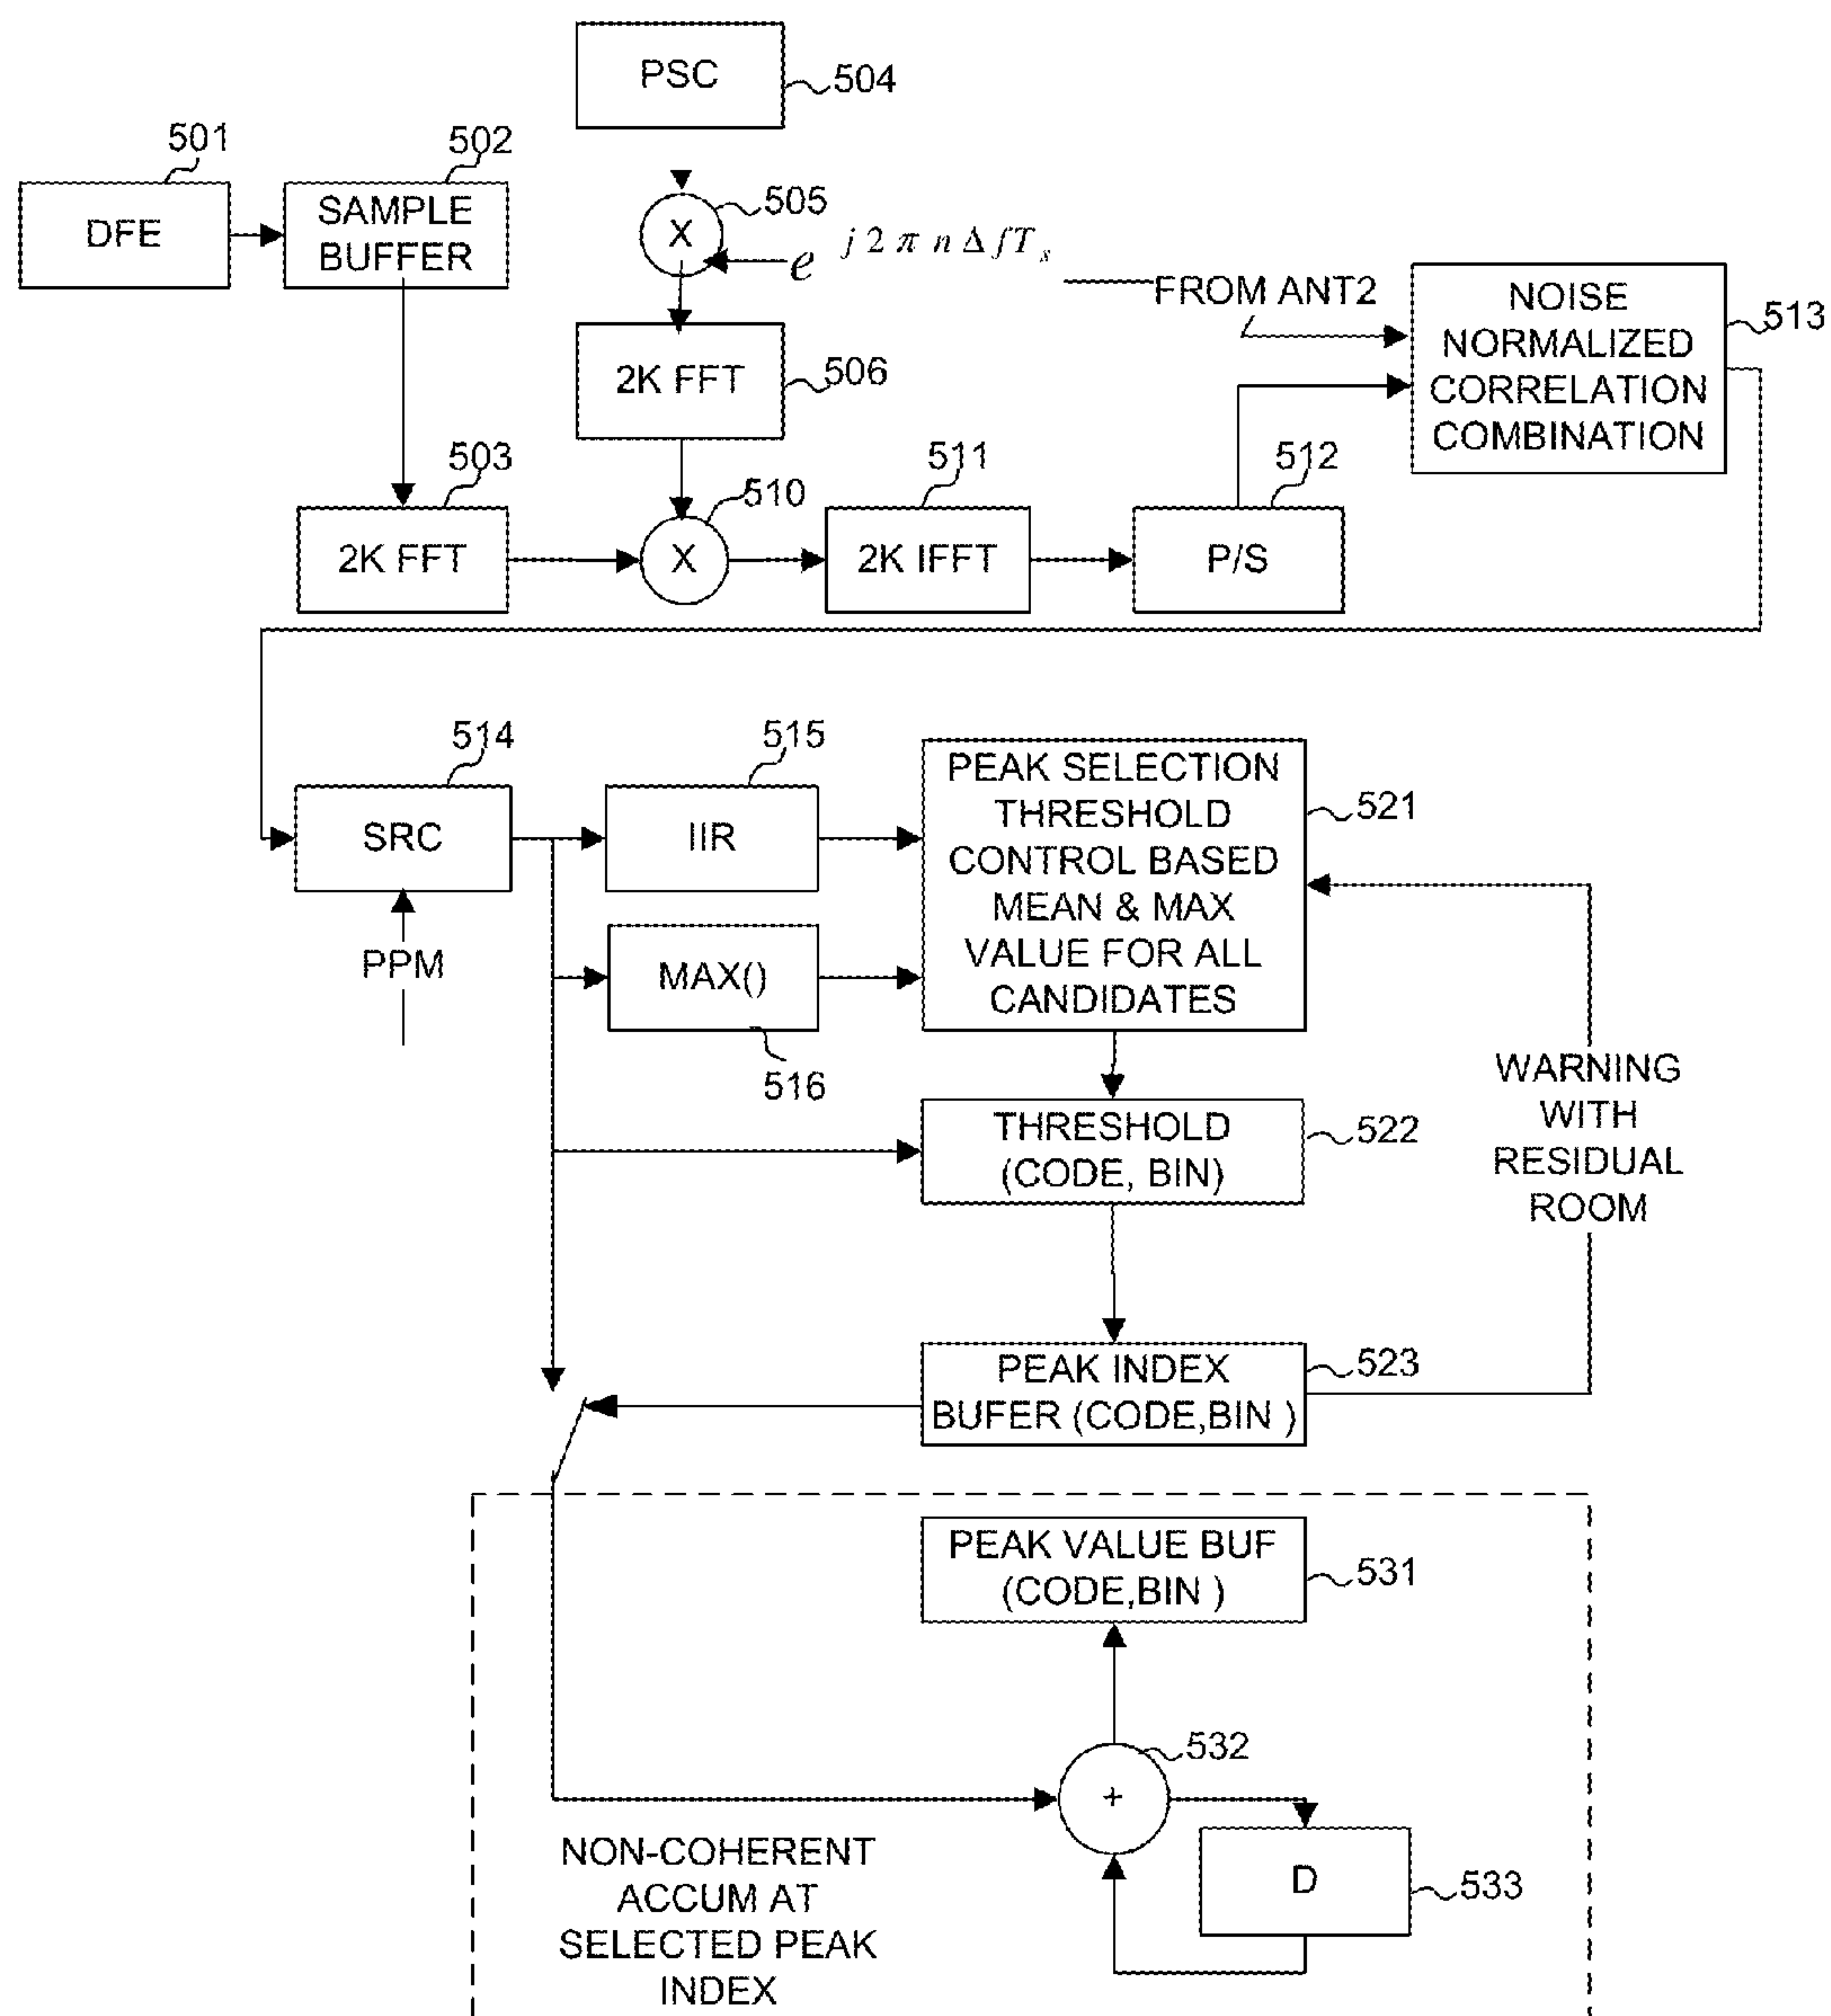 PSC
504
501
502
DFE
SAMPLE
BUFFER
X
505
e^{j 2 π n Δ f T_s}
FROM ANT2
NOISE
NORMALIZED
CORRELATION
COMBINATION
513
2K FFT
506
503
510
511
512
2K FFT
X
2K IFFT
P/S
514
515
SRC
IIR
PEAK SELECTION
THRESHOLD
CONTROL BASED
MEAN & MAX
VALUE FOR ALL
CANDIDATES
521
PPM
MAX()
516
THRESHOLD
(CODE, BIN)
522
WARNING
WITH
RESIDUAL
ROOM
PEAK INDEX
BUFER (CODE,BIN )
523
PEAK VALUE BUF
(CODE,BIN )
531
+
532
D
533
NON-COHERENT
ACCUM AT
SELECTED PEAK
INDEX